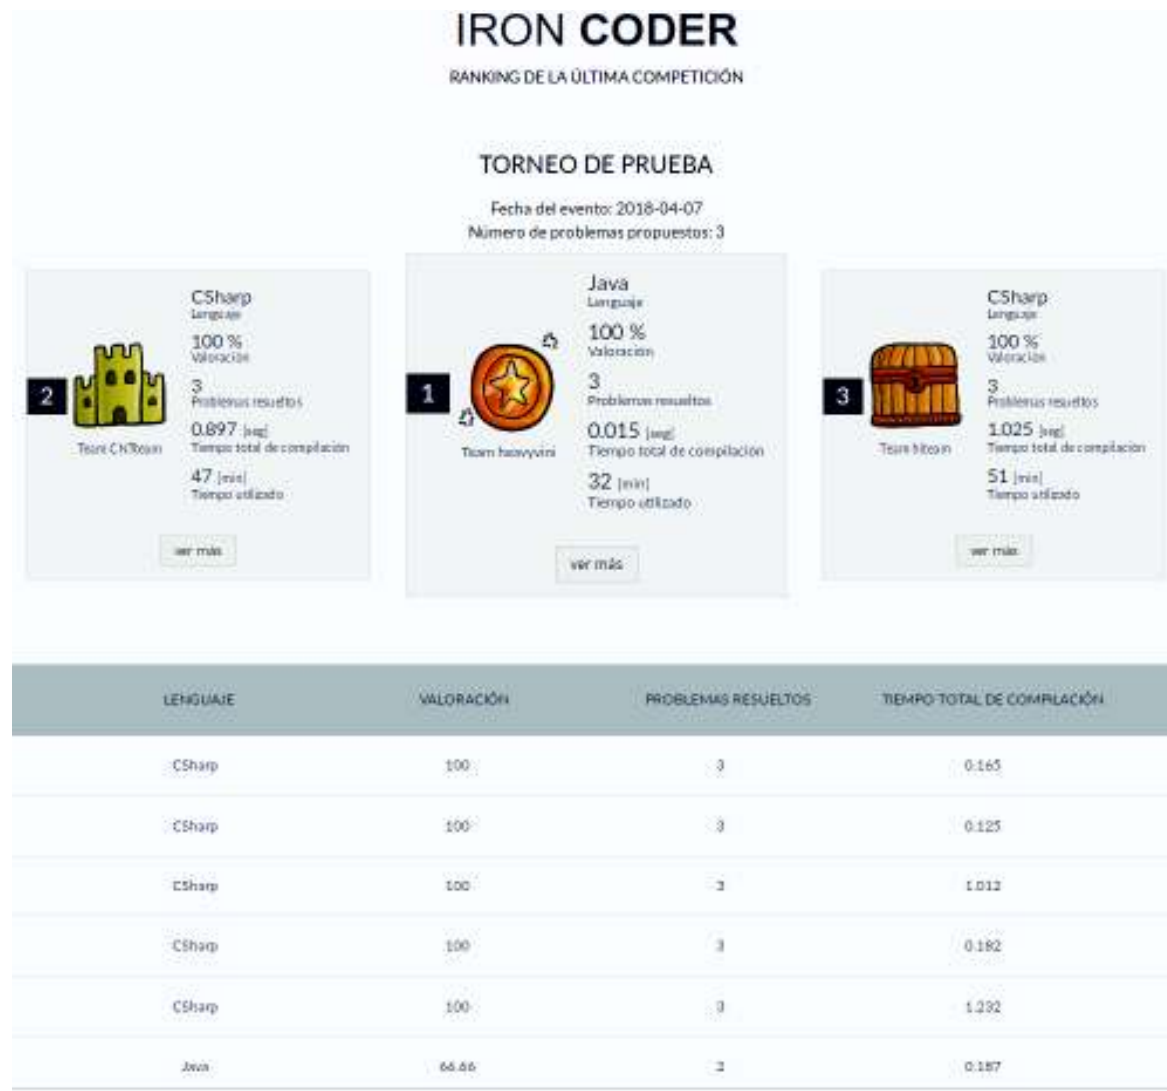 IRON CODER
RANKING DE LA ÚLTIMA COMPETICIÓN
TORNEO DE PRUEBA
Fecha del evento: 2018-04-07
Número de problemas propuestos: 3
2
Team CNTeam
CSharp
Lenguaje
100 %
Valoración
3
Problemas resueltos
0.897 [seg]
Tiempo total de compilación
47 [min]
Tiempo utilizado
ver más
1
Team heavyvini
Java
Lenguaje
100 %
Valoración
3
Problemas resueltos
0.015 [seg]
Tiempo total de compilación
32 [min]
Tiempo utilizado
ver más
3
Team
CSharp
Lenguaje
100 %
Valoración
3
Problemas resueltos
1.025 [seg]
Tiempo total de compilación
51 [min]
Tiempo utilizado
ver más
LENGUAJE VALORACIÓN PROBLEMAS RESUELTOS TIEMPO TOTAL DE COMPILACIÓN
CSharp 100 3 0.165
CSharp 100 3 0.125
CSharp 100 3 1.012
CSharp 100 3 0.182
CSharp 100 3 1.232
Java 66.66 2 0.187